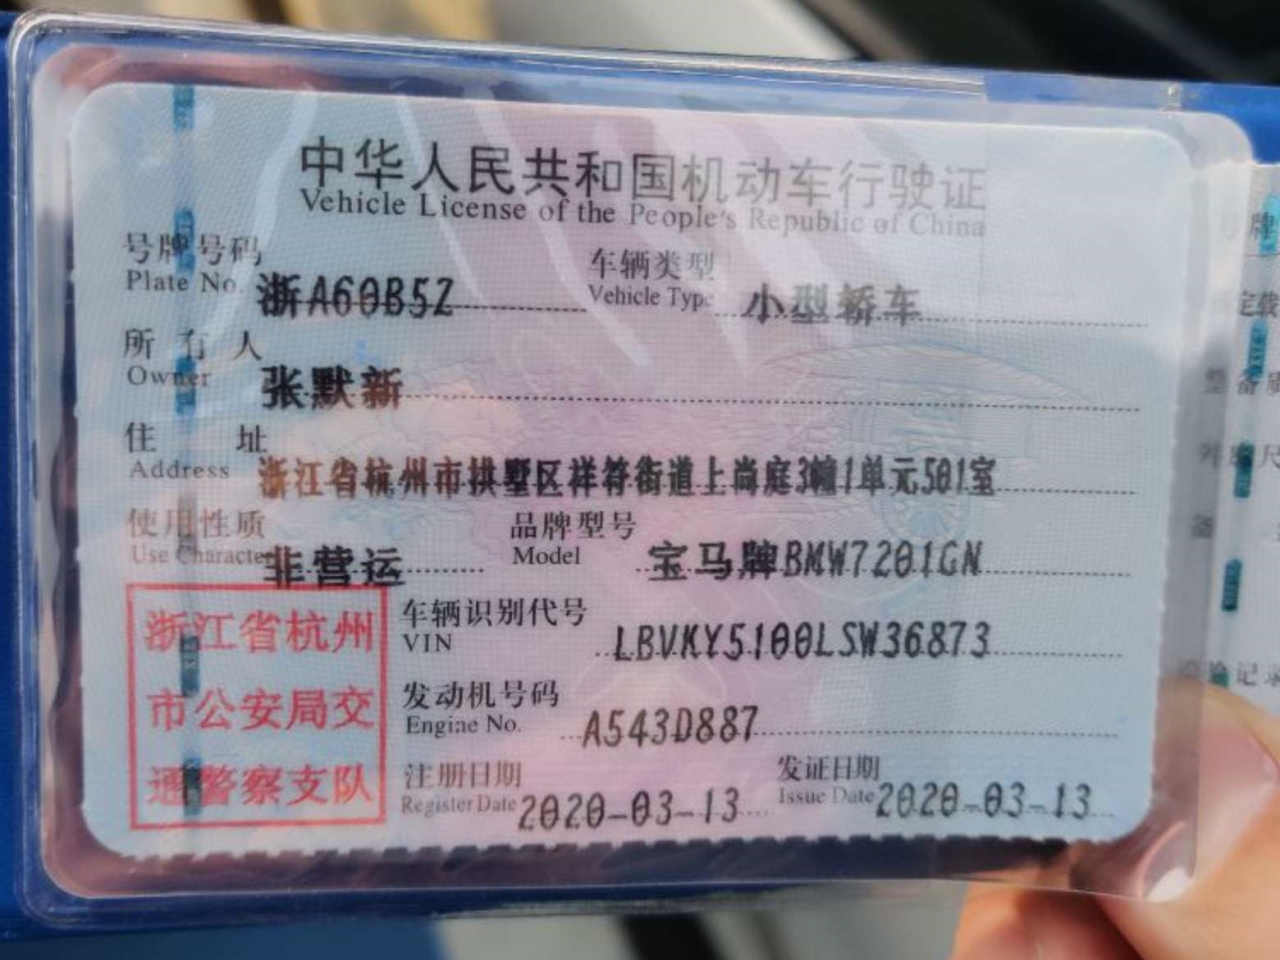 中华人民共和国机动车行驶证
Vehicle License of the People's Republic of China
号牌号码 浙A60B5Z 车辆类型 小型轿车
Plate No. Vehicle Type
所有人 张默新
Owner
住址 浙江省杭州市拱墅区祥符街道上尚庭3幢1单元501室
Address
使用性质 非营运 品牌型号 宝马牌BMW7201GN
Use Character Model
浙江省杭州
市公安局交
通警察支队
车辆识别代号 LBVKY5100LSW36873
VIN
发动机号码 A543D887
Engine No.
注册日期 2020-03-13 发证日期 2020-03-13
Register Date Issue Date